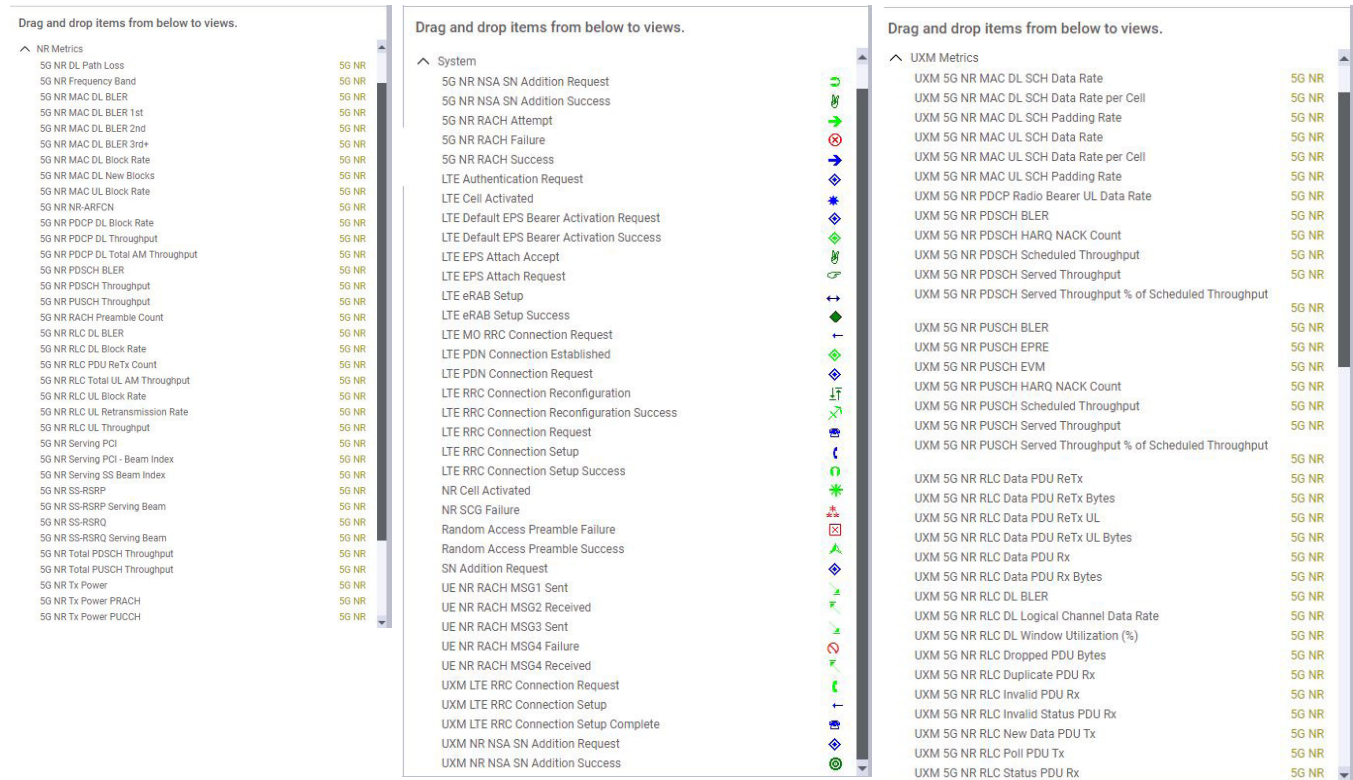 Drag and drop items from below to views.
NR Metrics
5G NR DL Path Loss 5G NR
5G NR Frequency Band 5G NR
5G NR MAC DL BLER 5G NR
5G NR MAC DL BLER 1st 5G NR
5G NR MAC DL BLER 2nd 5G NR
5G NR MAC DL BLER 3rd+ 5G NR
5G NR MAC DL Block Rate 5G NR
5G NR MAC DL New Blocks 5G NR
5G NR MAC UL Block Rate 5G NR
5G NR NR-ARFCN 5G NR
5G NR PDCP DL Block Rate 5G NR
5G NR PDCP DL Throughput 5G NR
5G NR PDCP DL Total AM Throughput 5G NR
5G NR PDSCH BLER 5G NR
5G NR PDSCH Throughput 5G NR
5G NR PUSCH Throughput 5G NR
5G NR RACH Preamble Count 5G NR
5G NR RLC DL BLER 5G NR
5G NR RLC DL Block Rate 5G NR
5G NR RLC PDU ReTx Count 5G NR
5G NR RLC Total UL AM Throughput 5G NR
5G NR RLC UL Block Rate 5G NR
5G NR RLC UL Retransmission Rate 5G NR
5G NR RLC UL Throughput 5G NR
5G NR Serving PCI 5G NR
5G NR Serving PCI - Beam Index 5G NR
5G NR Serving SS Beam Index 5G NR
5G NR SS-RSRP 5G NR
5G NR SS-RSRP Serving Beam 5G NR
5G NR SS-RSRQ 5G NR
5G NR SS-RSRQ Serving Beam 5G NR
5G NR Total PDSCH Throughput 5G NR
5G NR Total PUSCH Throughput 5G NR
5G NR Tx Power 5G NR
5G NR Tx Power PRACH 5G NR
5G NR Tx Power PUCCH 5G NR
Drag and drop items from below to views.
System
5G NR NSA SN Addition Request
5G NR NSA SN Addition Success
5G NR RACH Attempt
5G NR RACH Failure
5G NR RACH Success
LTE Authentication Request
LTE Cell Activated
LTE Default EPS Bearer Activation Request
LTE Default EPS Bearer Activation Success
LTE EPS Attach Accept
LTE EPS Attach Request
LTE eRAB Setup
LTE eRAB Setup Success
LTE MO RRC Connection Request
LTE PDN Connection Established
LTE PDN Connection Request
LTE RRC Connection Reconfiguration
LTE RRC Connection Reconfiguration Success
LTE RRC Connection Request
LTE RRC Connection Setup
LTE RRC Connection Setup Success
NR Cell Activated
NR SCG Failure
Random Access Preamble Failure
Random Access Preamble Success
SN Addition Request
UE NR RACH MSG1 Sent
UE NR RACH MSG2 Received
UE NR RACH MSG3 Sent
UE NR RACH MSG4 Failure
UE NR RACH MSG4 Received
UXM LTE RRC Connection Request
UXM LTE RRC Connection Setup
UXM LTE RRC Connection Setup Complete
UXM NR NSA SN Addition Request
UXM NR NSA SN Addition Success
Drag and drop items from below to views.
UXM Metrics
UXM 5G NR MAC DL SCH Data Rate 5G NR
UXM 5G NR MAC DL SCH Data Rate per Cell 5G NR
UXM 5G NR MAC DL SCH Padding Rate 5G NR
UXM 5G NR MAC UL SCH Data Rate 5G NR
UXM 5G NR MAC UL SCH Data Rate per Cell 5G NR
UXM 5G NR MAC UL SCH Padding Rate 5G NR
UXM 5G NR PDCP Radio Bearer UL Data Rate 5G NR
UXM 5G NR PDSCH BLER 5G NR
UXM 5G NR PDSCH HARQ NACK Count 5G NR
UXM 5G NR PDSCH Scheduled Throughput 5G NR
UXM 5G NR PDSCH Served Throughput 5G NR
UXM 5G NR PDSCH Served Throughput % of Scheduled Throughput
5G NR
UXM 5G NR PUSCH BLER 5G NR
UXM 5G NR PUSCH EPRE 5G NR
UXM 5G NR PUSCH EVM 5G NR
UXM 5G NR PUSCH HARQ NACK Count 5G NR
UXM 5G NR PUSCH Scheduled Throughput 5G NR
UXM 5G NR PUSCH Served Throughput 5G NR
UXM 5G NR PUSCH Served Throughput % of Scheduled Throughput
5G NR
UXM 5G NR RLC Data PDU ReTx 5G NR
UXM 5G NR RLC Data PDU ReTx Bytes 5G NR
UXM 5G NR RLC Data PDU ReTx UL 5G NR
UXM 5G NR RLC Data PDU ReTx UL Bytes 5G NR
UXM 5G NR RLC Data PDU Rx 5G NR
UXM 5G NR RLC Data PDU Rx Bytes 5G NR
UXM 5G NR RLC DL BLER 5G NR
UXM 5G NR RLC DL Logical Channel Data Rate 5G NR
UXM 5G NR RLC DL Window Utilization (%) 5G NR
UXM 5G NR RLC Dropped PDU Bytes 5G NR
UXM 5G NR RLC Duplicate PDU Rx 5G NR
UXM 5G NR RLC Invalid PDU Rx 5G NR
UXM 5G NR RLC Invalid Status PDU Rx 5G NR
UXM 5G NR RLC New Data PDU Tx 5G NR
UXM 5G NR RLC Poll PDU Tx 5G NR
UXM 5G NR RLC Status PDU Rx 5G NR